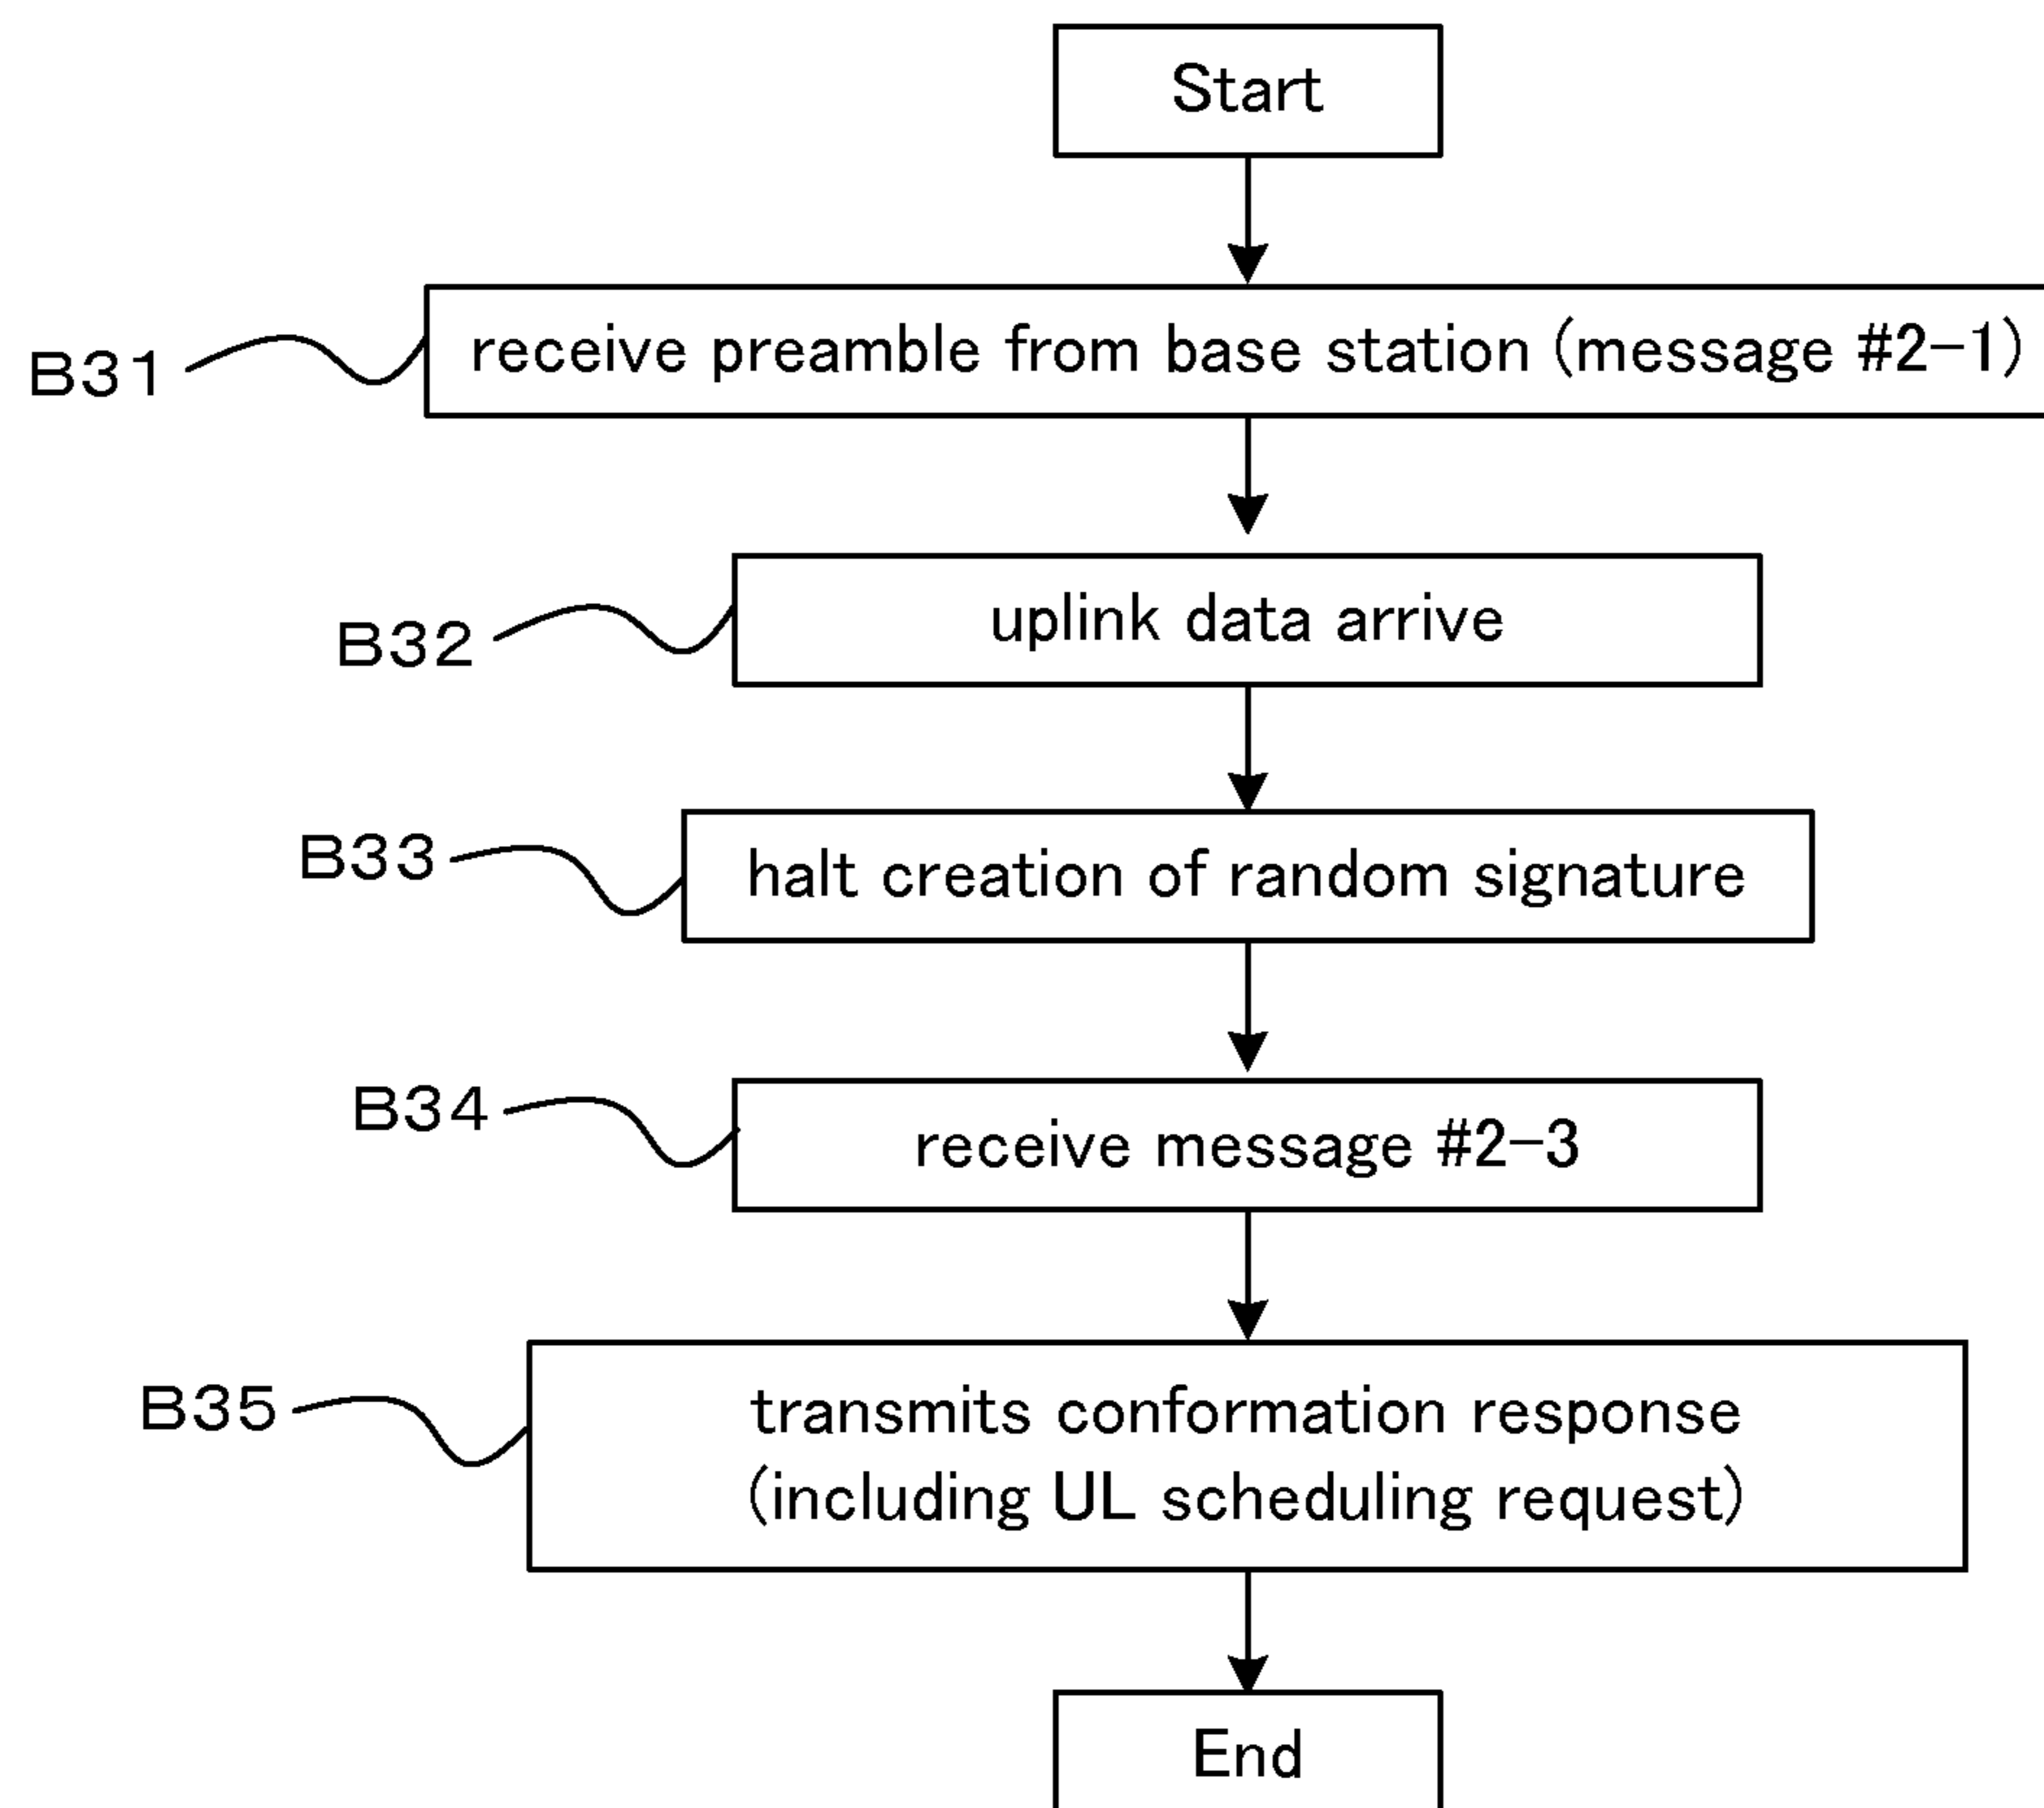 Start
B31
receive preamble from base station (message #2-1)
B32
uplink data arrive
B33
halt creation of random signature
B34
receive message #2-3
B35
transmits conformation response
(including UL scheduling request)
End